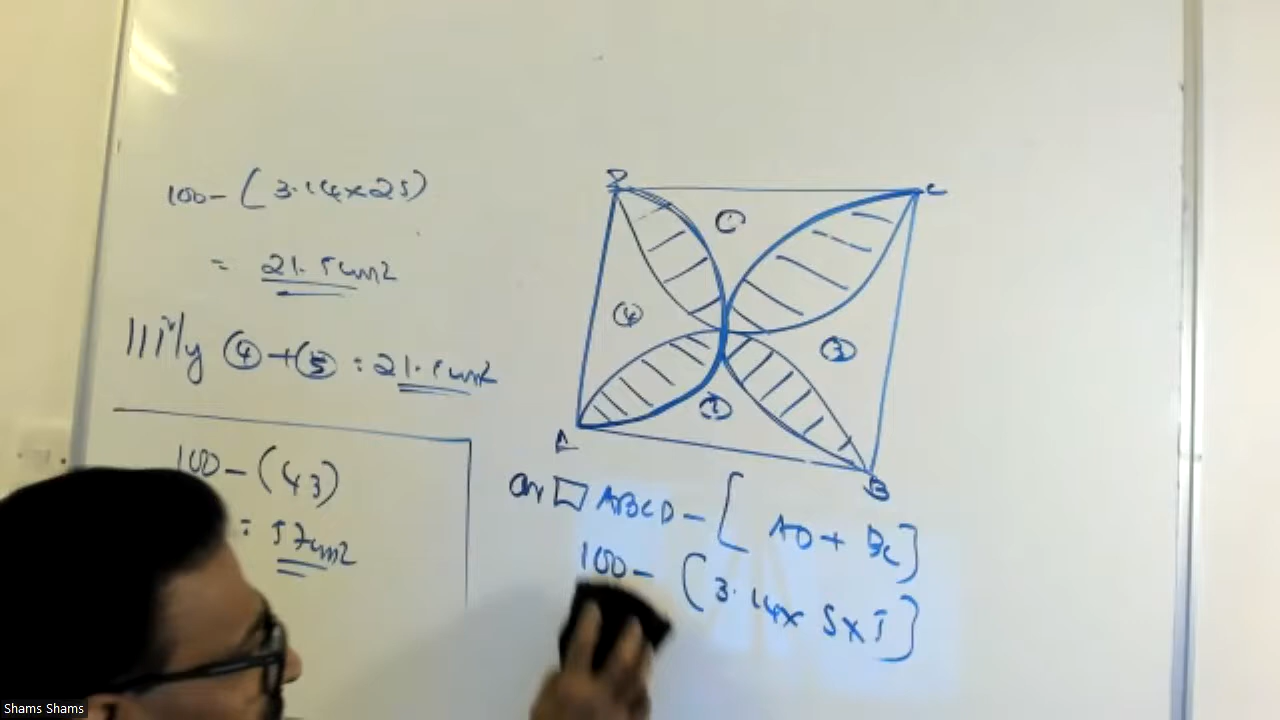 100-(3.14×25)
= 21.5cm2
|||ly ④+③ = 21.5cm2
100-(43)
= 57cm2
D
C
①
④
③
②
A
B
ar □ ABCD-[AD+BC]
100-(3.14×5×5]
Shams Shams